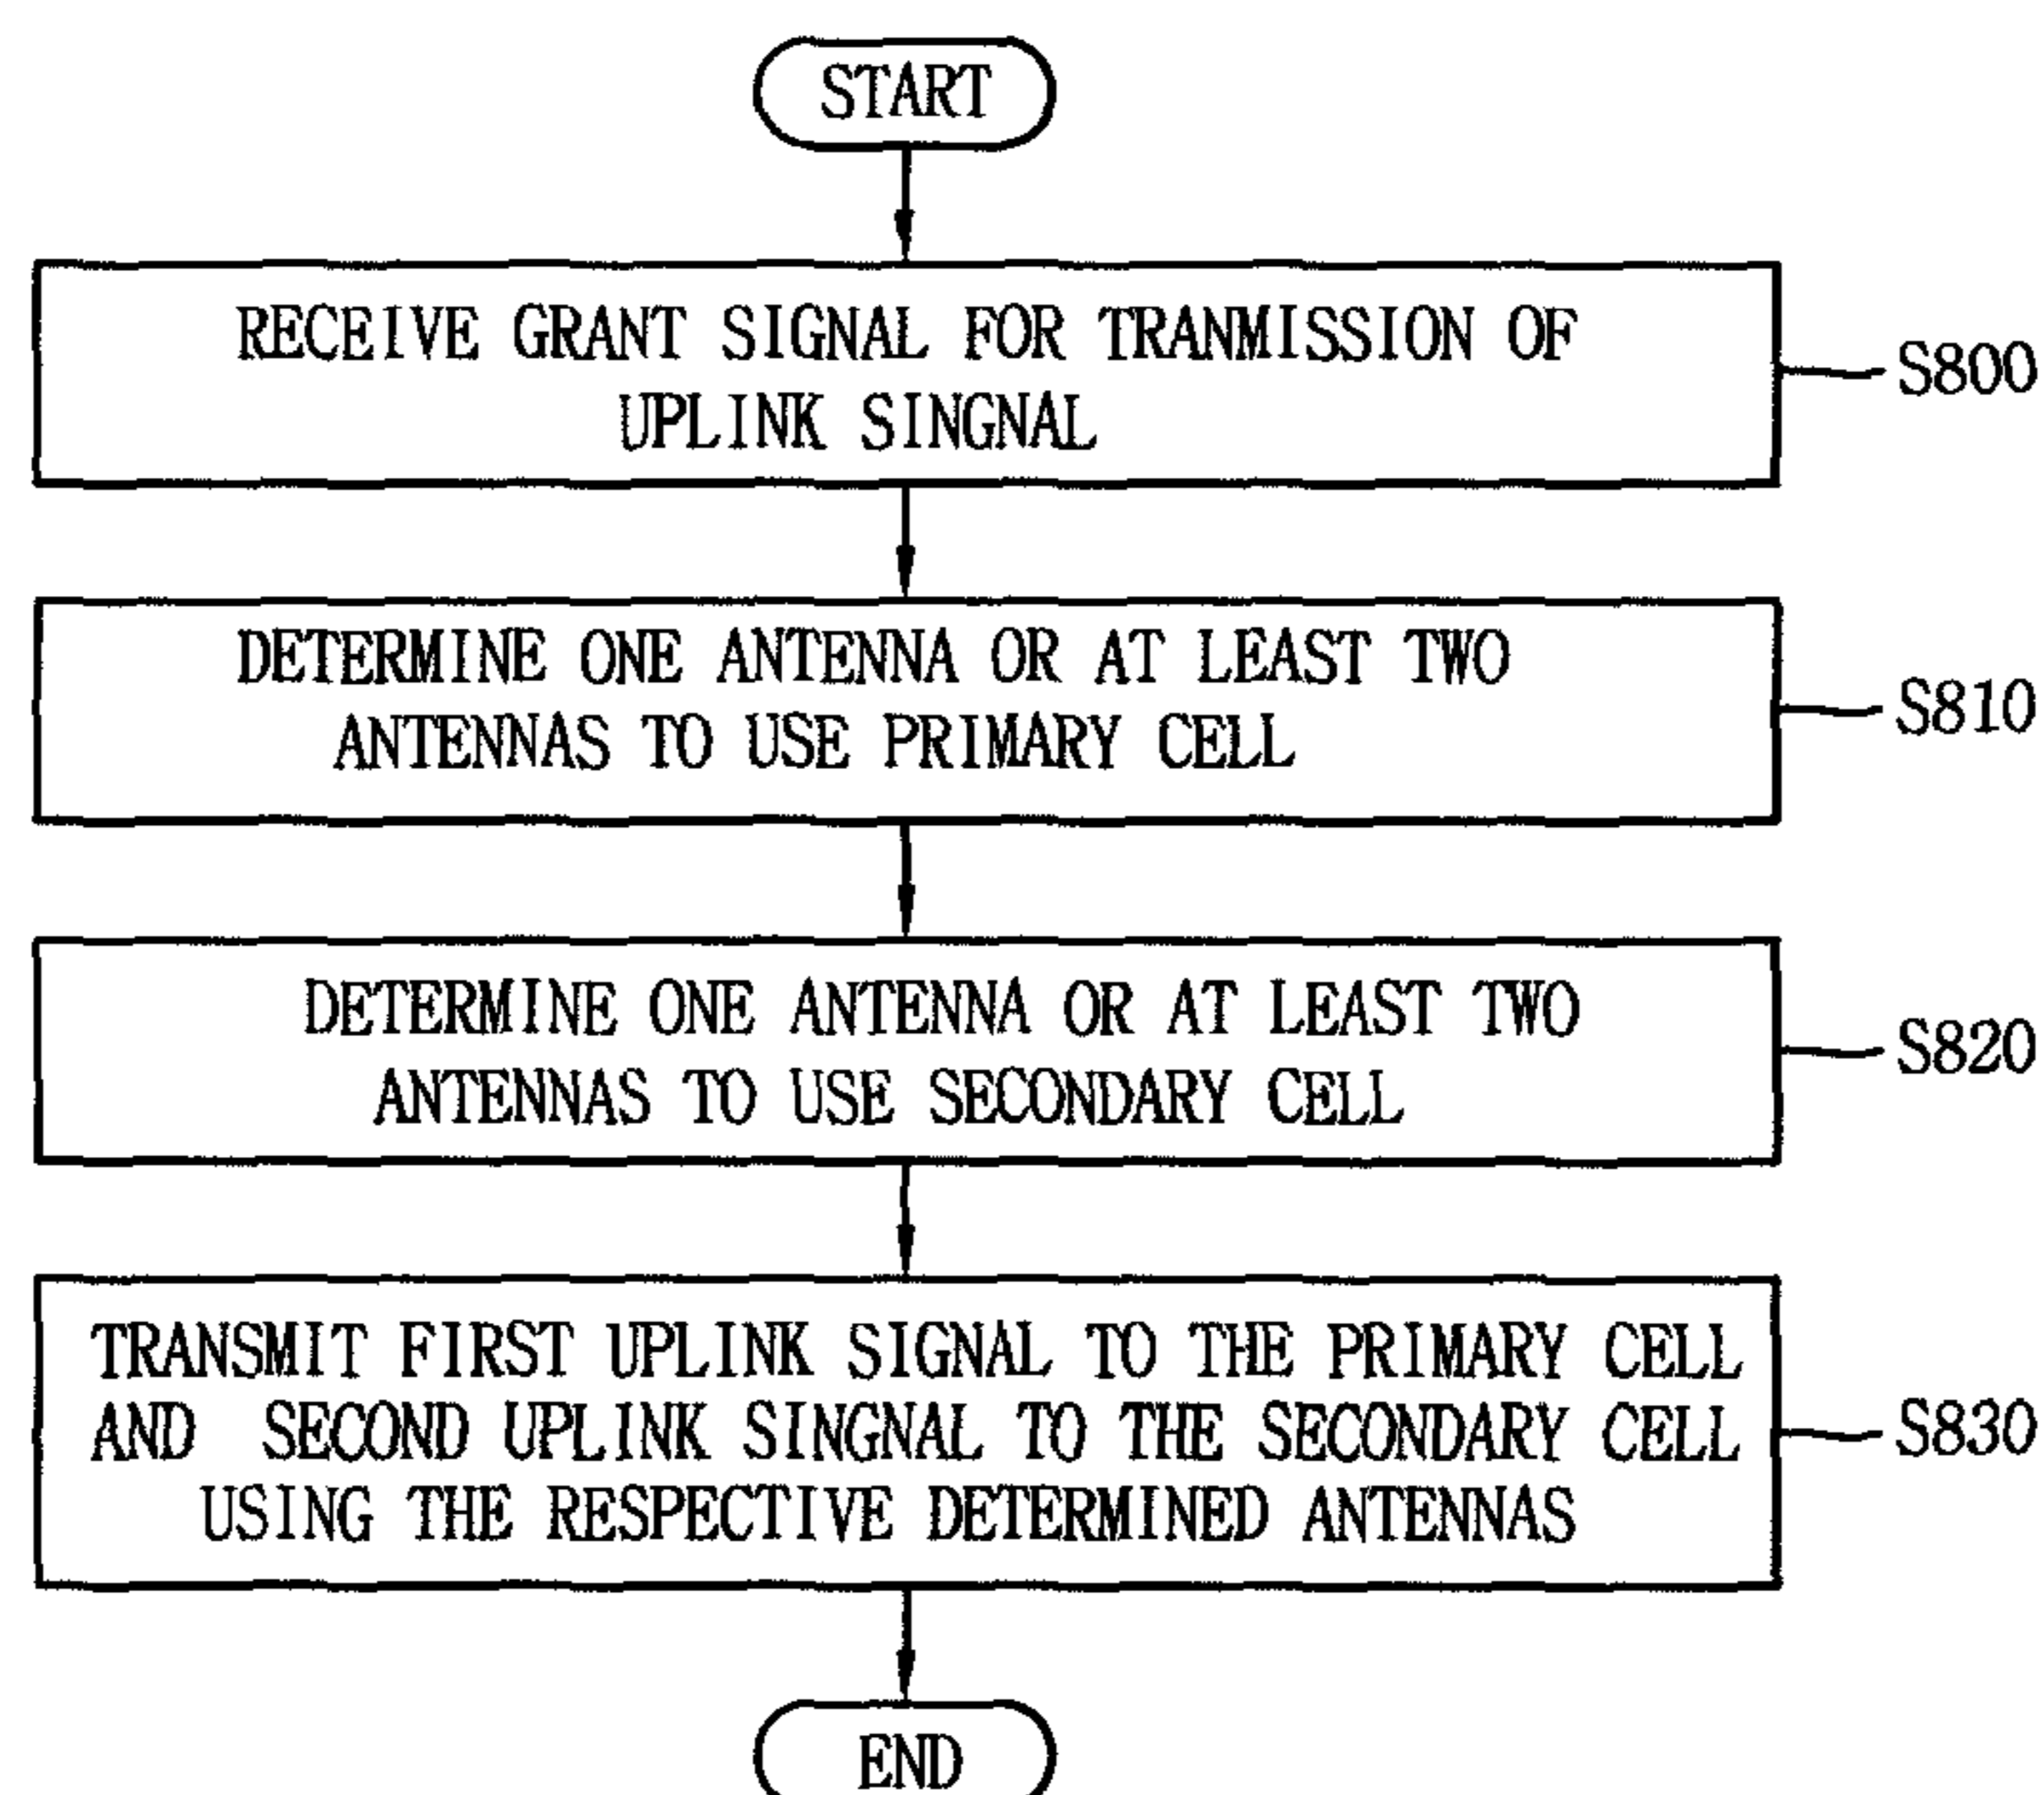 START
RECEIVE GRANT SIGNAL FOR TRANMISSION OF
UPLINK SINGNAL
S800
DETERMINE ONE ANTENNA OR AT LEAST TWO
ANTENNAS TO USE PRIMARY CELL
S810
DETERMINE ONE ANTENNA OR AT LEAST TWO
ANTENNAS TO USE SECONDARY CELL
S820
TRANSMIT FIRST UPLINK SIGNAL TO THE PRIMARY CELL
AND SECOND UPLINK SINGNAL TO THE SECONDARY CELL
USING THE RESPECTIVE DETERMINED ANTENNAS
S830
END